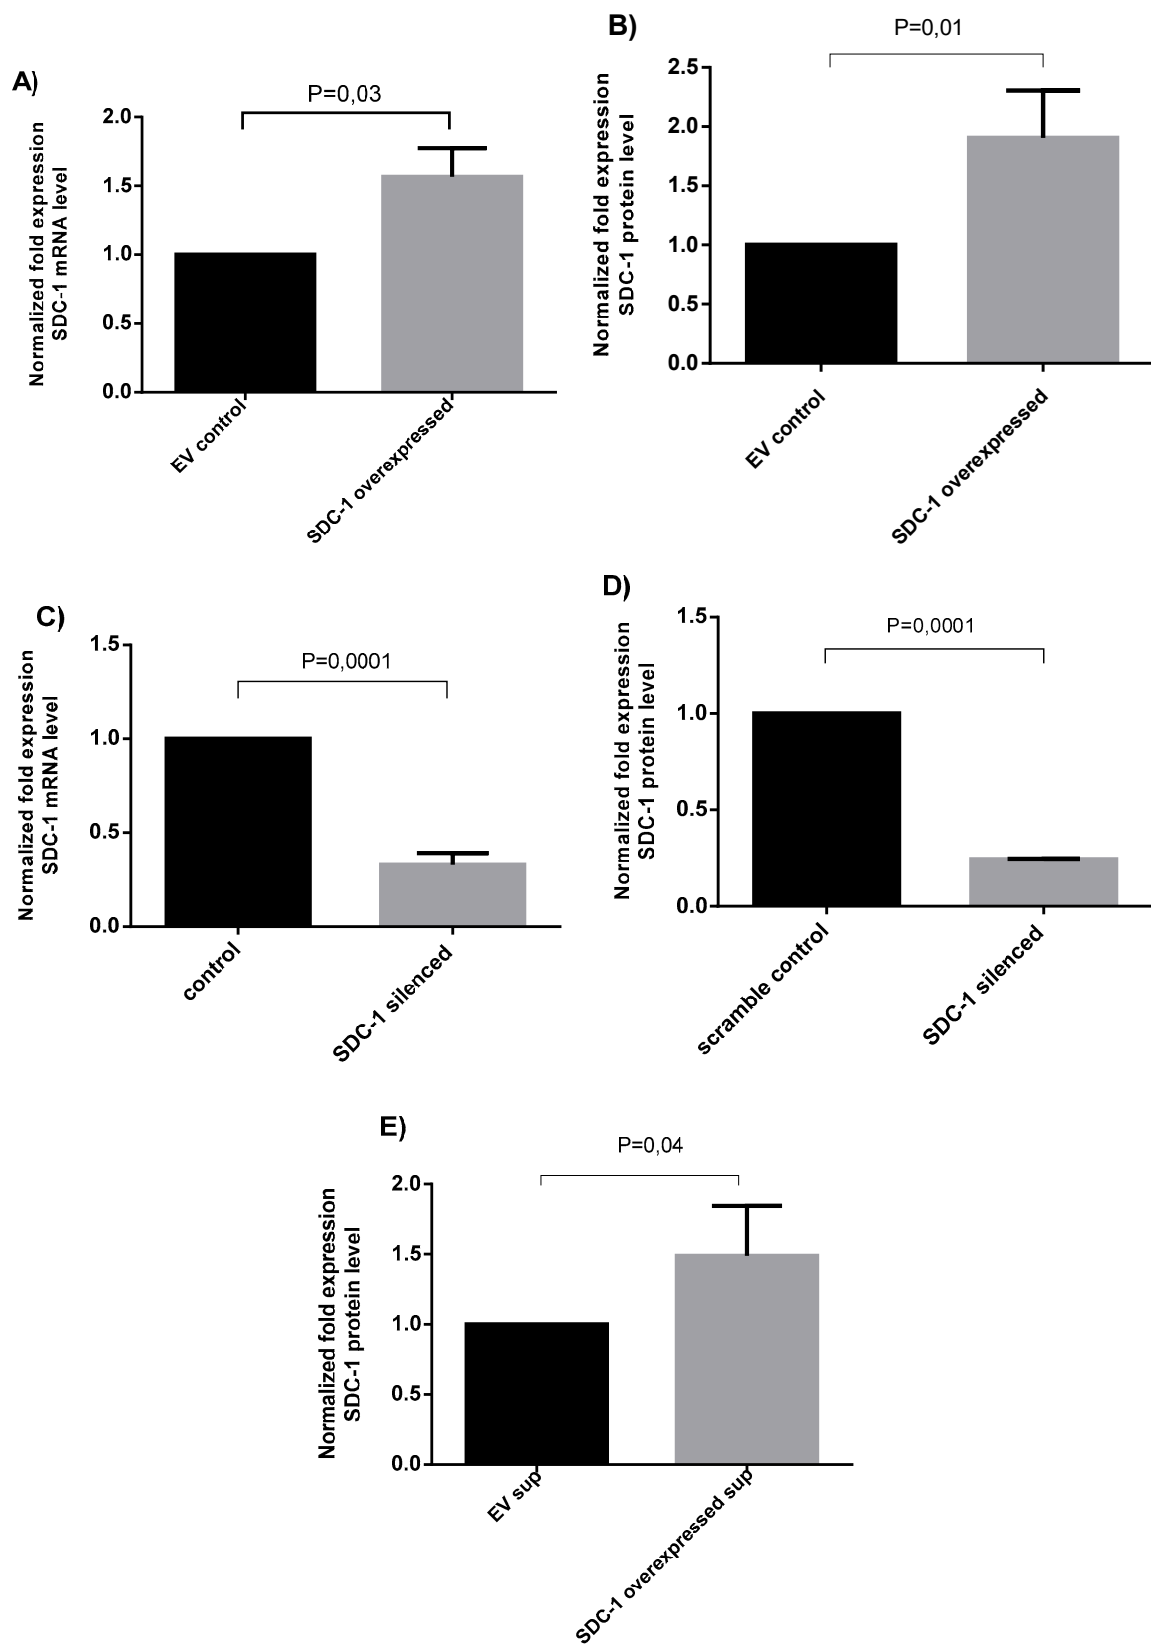 A)
P=0,03
Normalized fold expression
SDC-1 mRNA level
2.0
1.5
1.0
0.5
0.0
EV control
SDC-1 overexpressed
B)
P=0,01
Normalized fold expression
SDC-1 protein level
2.5
2.0
1.5
1.0
0.5
0.0
EV control
SDC-1 overexpressed
C)
P=0,0001
Normalized fold expression
SDC-1 mRNA level
1.5
1.0
0.5
0.0
control
SDC-1 silenced
D)
P=0,0001
Normalized fold expression
SDC-1 protein level
1.5
1.0
0.5
0.0
scramble control
SDC-1 silenced
E)
P=0,04
Normalized fold expression
SDC-1 protein level
2.0
1.5
1.0
0.5
0.0
EV sup
SDC-1 overexpressed sup